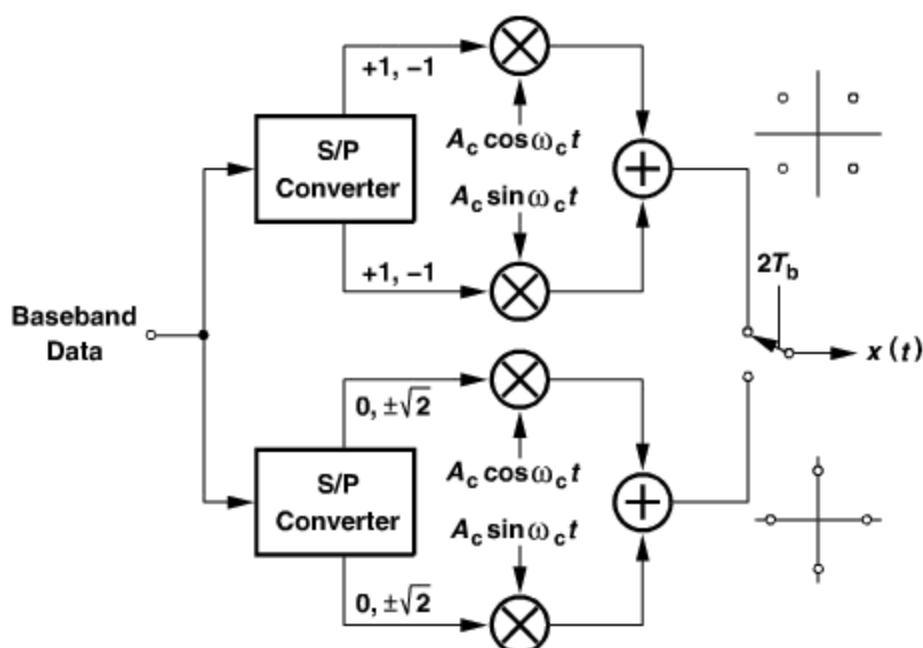 +1, −1
S/P
Converter
A_c cos ω_c t
A_c sin ω_c t
+1, −1
2T_b
Baseband
Data
x (t)
0, ±√2
S/P
Converter
A_c cos ω_c t
A_c sin ω_c t
0, ±√2